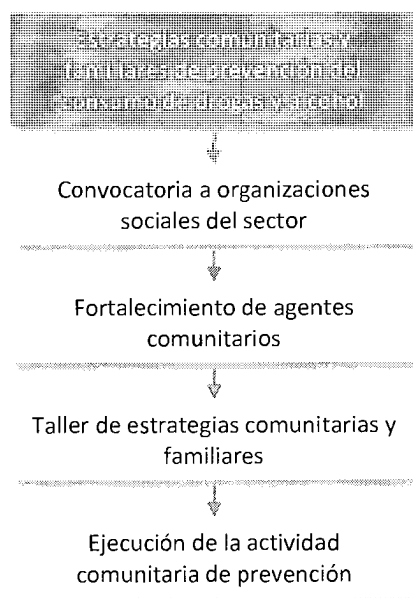 Estrategias comunitarias y
familiares de prevención del
consumo de drogas y alcohol
Convocatoria a organizaciones
sociales del sector
Fortalecimiento de agentes
comunitarios
Taller de estrategias comunitarias y
familiares
Ejecución de la actividad
comunitaria de prevención